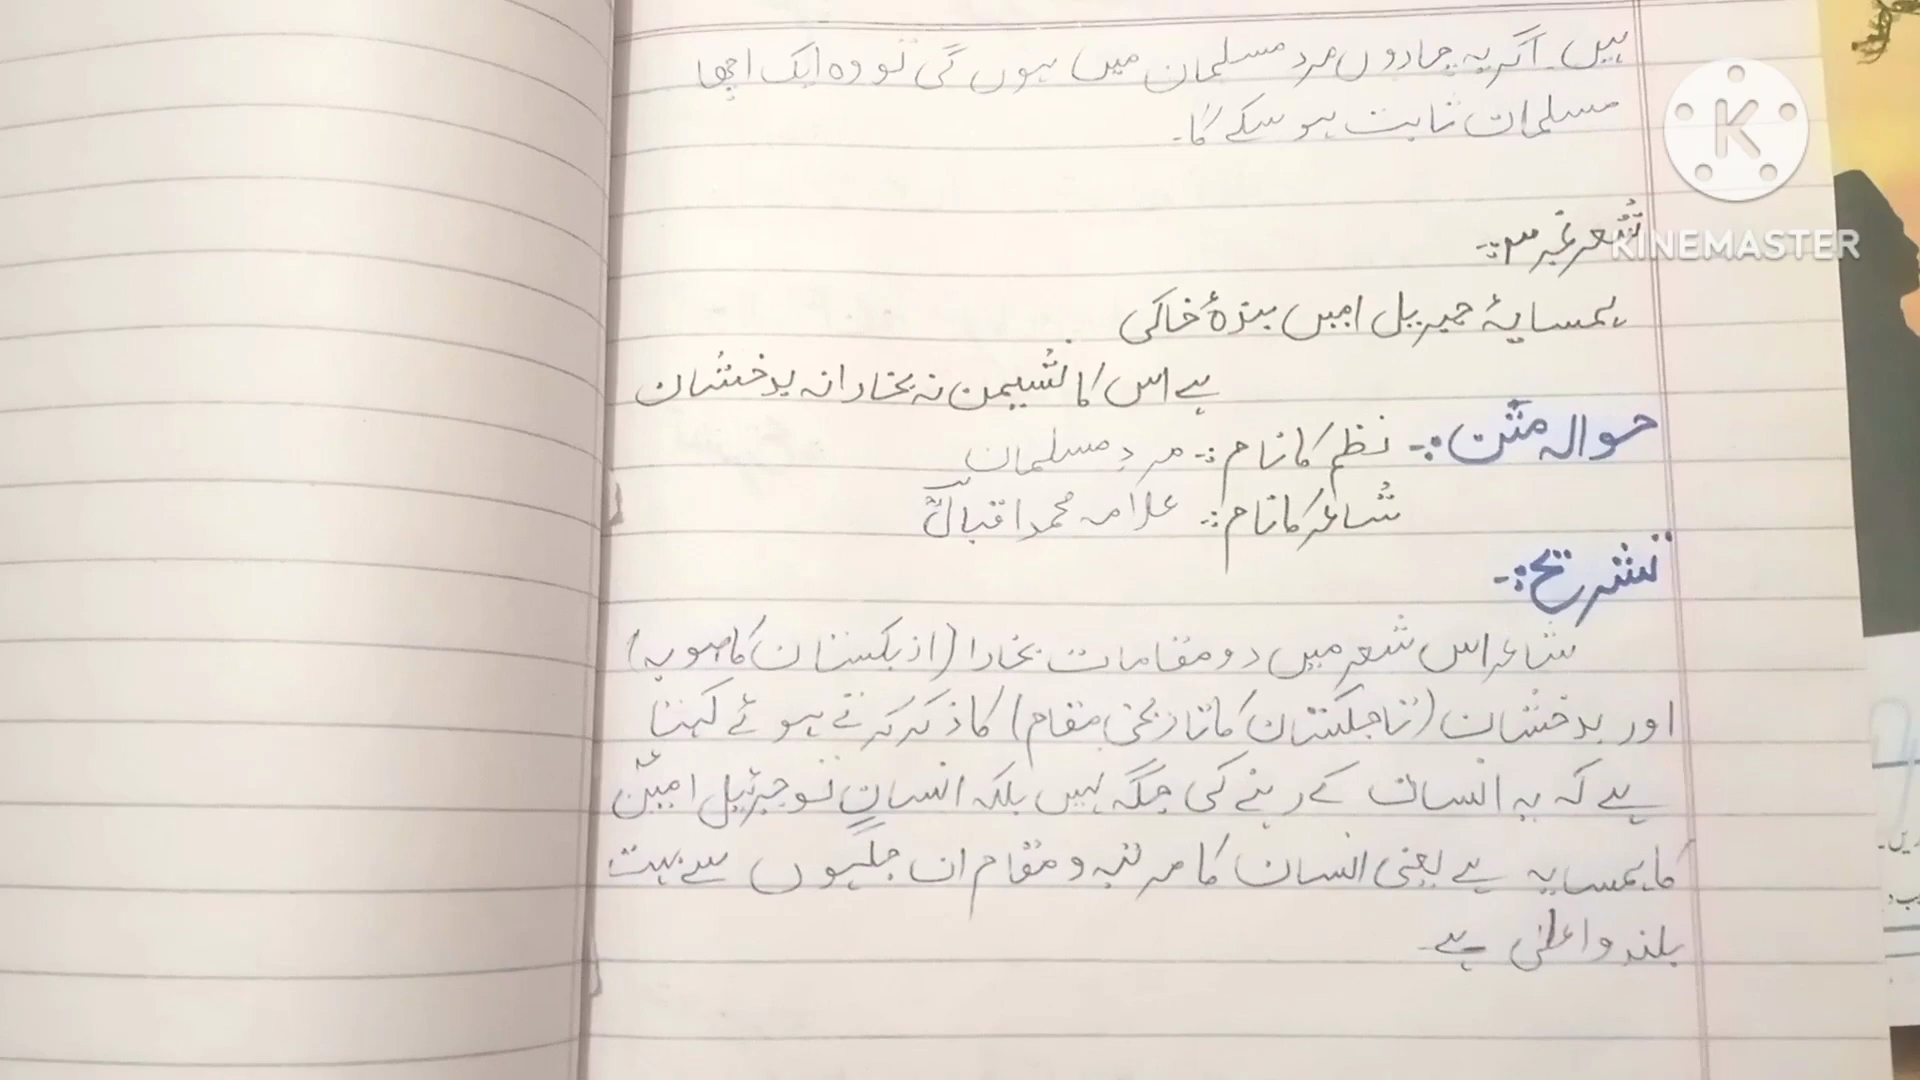 ہیں۔ اگر یہ چاروں مرد مسلمان میں ہوں گی تو وہ ایک اچھا
مسلمان ثابت ہو سکے گا۔
شعر نمبر ۳:-
ہمسایۂ جبریل امیں بندۂ خاکی
ہے اس کا نشیمن نہ بخارا نہ بدخشان
حوالہ متن:- نظم کا نام:- مردِ مسلمان
شاعر کا نام:- علامہ محمد اقبالؒ
تشریح:-
شاعر اس شعر میں دو مقامات بخارا (ازبکستان کا صوبہ)
اور بدخشان (تاجکستان کا تاریخی مقام) کا ذکر کرتے ہوئے کہتا
ہے کہ یہ انسان کے رہنے کی جگہ نہیں بلکہ انسان تو جبرئیل امینؑ
کا ہمسایہ ہے یعنی انسان کا مرتبہ و مقام ان جگہوں سے بہت
بلند و اعلیٰ ہے۔
K
KINEMASTER